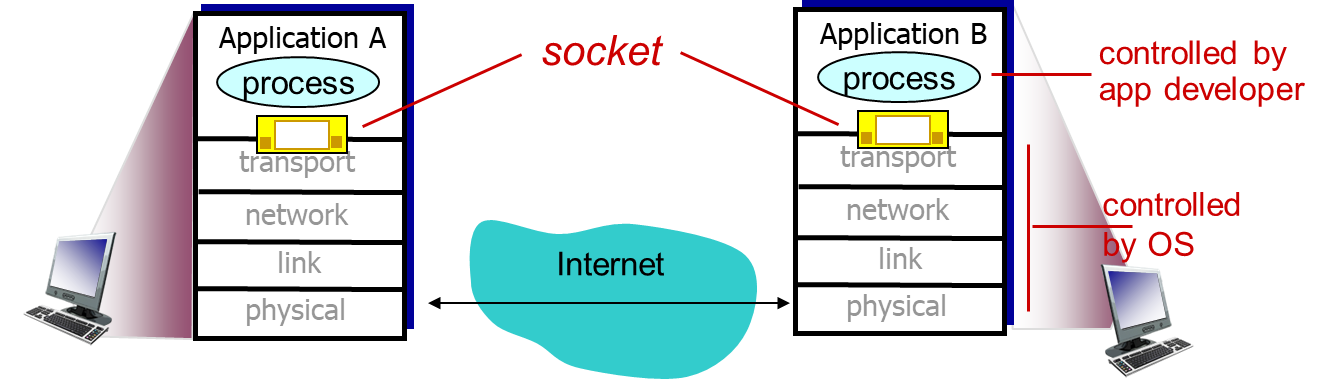 Application A
process
transport
network
link
physical
socket
Internet
Application B
process
transport
network
link
physical
controlled by
app developer
controlled
by OS